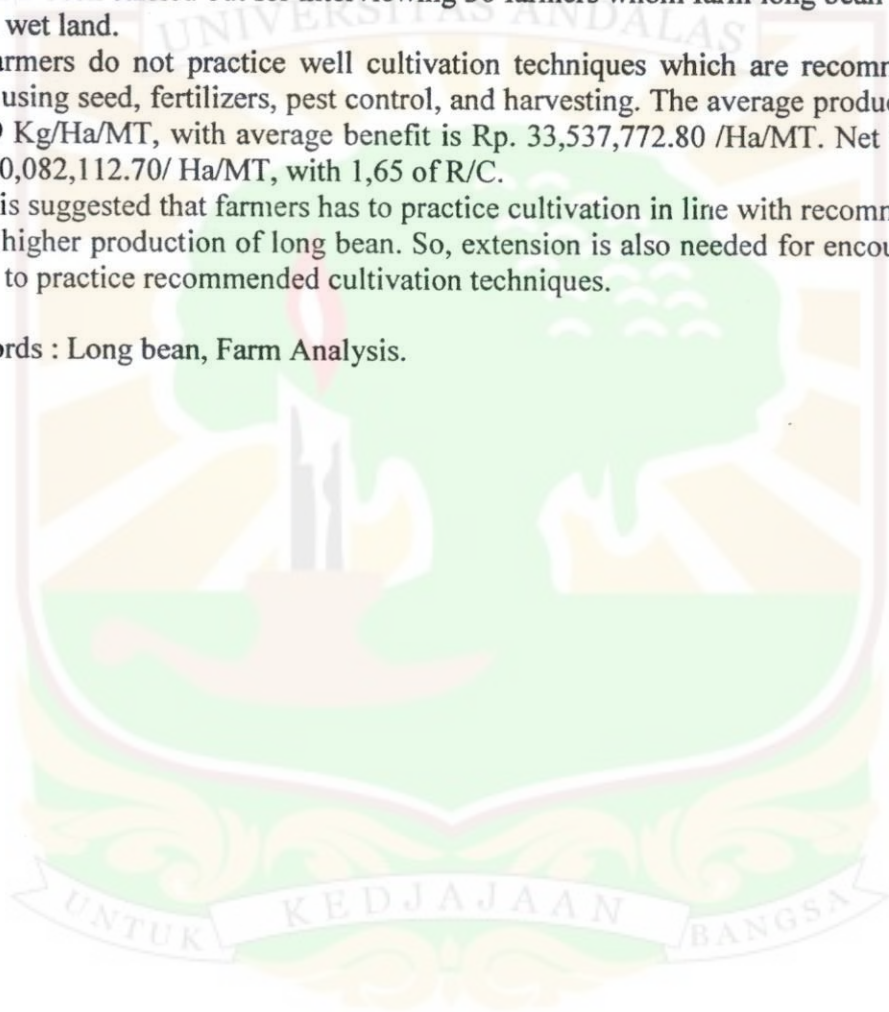 UNIVERSITAS ANDALAS
wet land.
armers do not practice well cultivation techniques which are recomm
using seed, fertilizers, pest control, and harvesting. The average produc
Kg/Ha/MT, with average benefit is Rp. 33,537,772.80 /Ha/MT. Net
0,082,112.70/ Ha/MT, with 1,65 of R/C.
is suggested that farmers has to practice cultivation in line with recomm
higher production of long bean. So, extension is also needed for encou
to practice recommended cultivation techniques.
ords : Long bean, Farm Analysis.
UNTUK KEDJAJAAN BANGSA